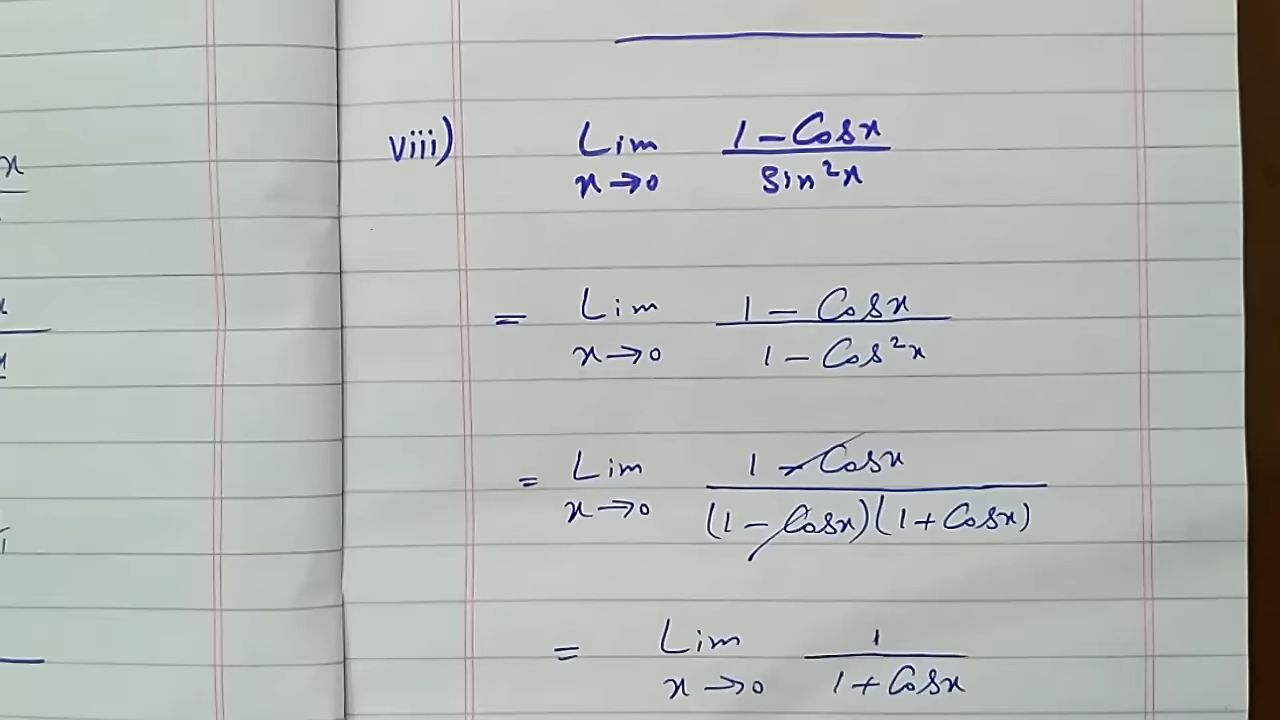 x
x
viii) Lim x→0 1 - Cosx / Sin²x
= Lim x→0 1 - Cosx / 1 - Cos²x
= Lim x→0 1 - Cosx / (1 - Cosx)(1 + Cosx)
= Lim x→0 1 / 1 + Cosx